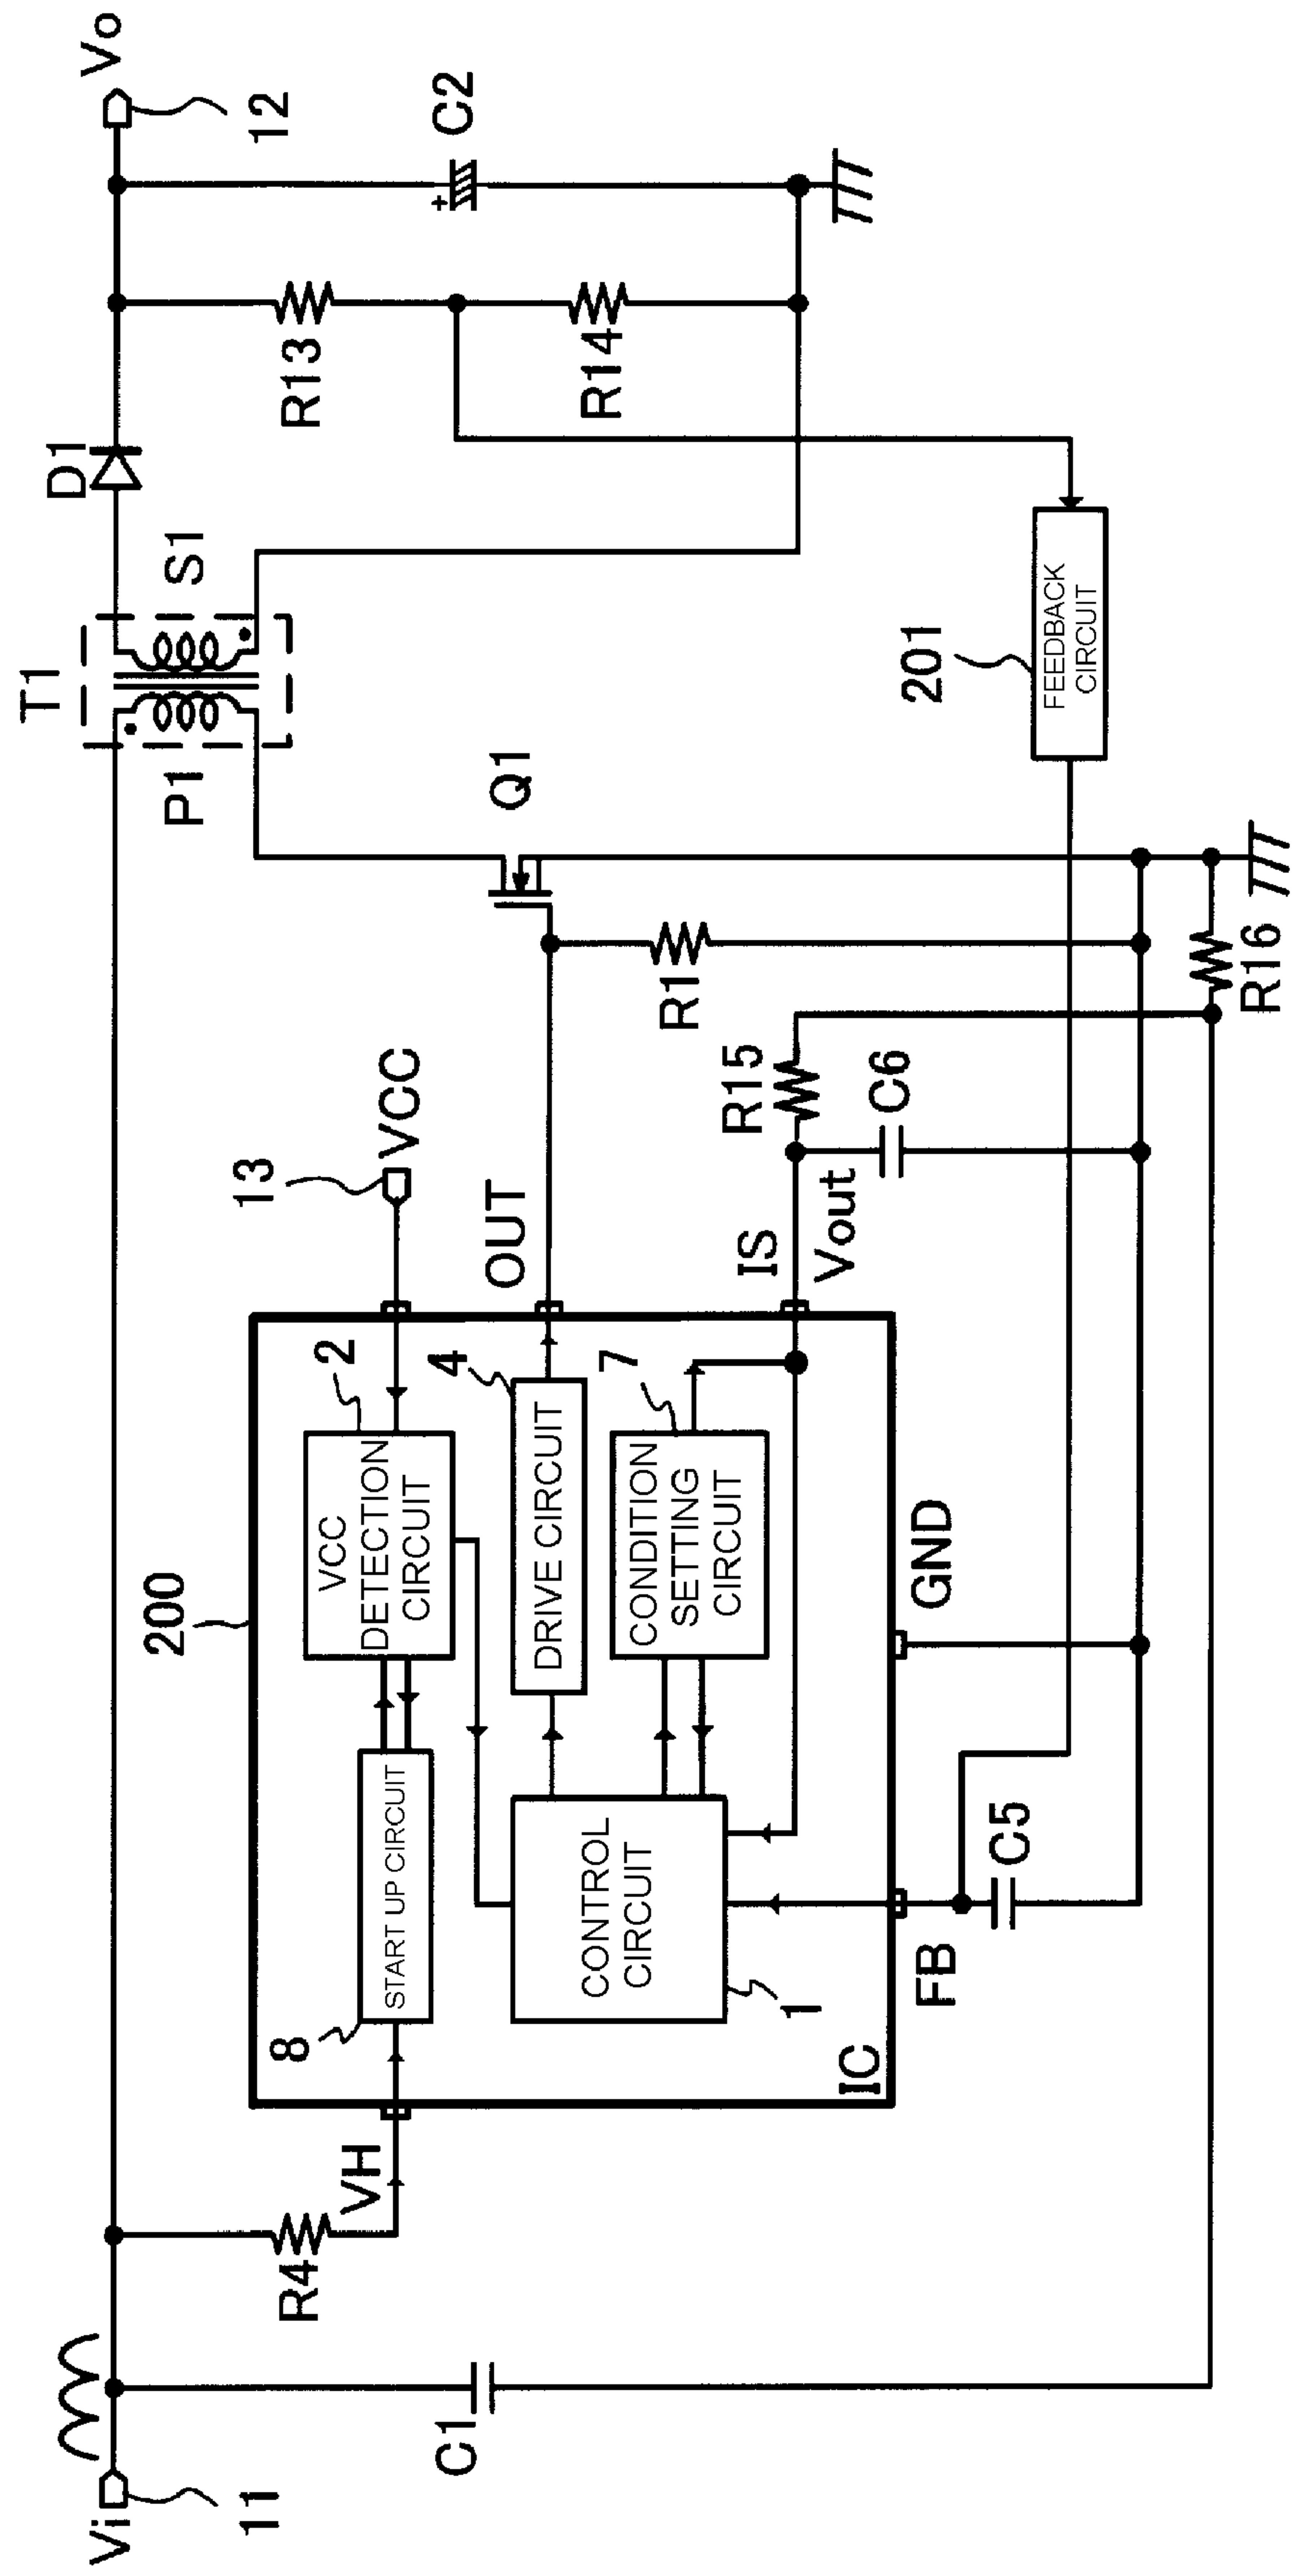 Vi
11
C1
R4
VH
200
8
START UP CIRCUIT
VCC
DETECTION
CIRCUIT
2
13
VCC
CONTROL
CIRCUIT
1
DRIVE CIRCUIT
4
CONDITION
SETTING
CIRCUIT
7
IC
FB
GND
OUT
IS
Vout
C5
R15
C6
R1
R16
Q1
T1
P1
S1
D1
201
FEEDBACK
CIRCUIT
R13
R14
C2
12
Vo
+